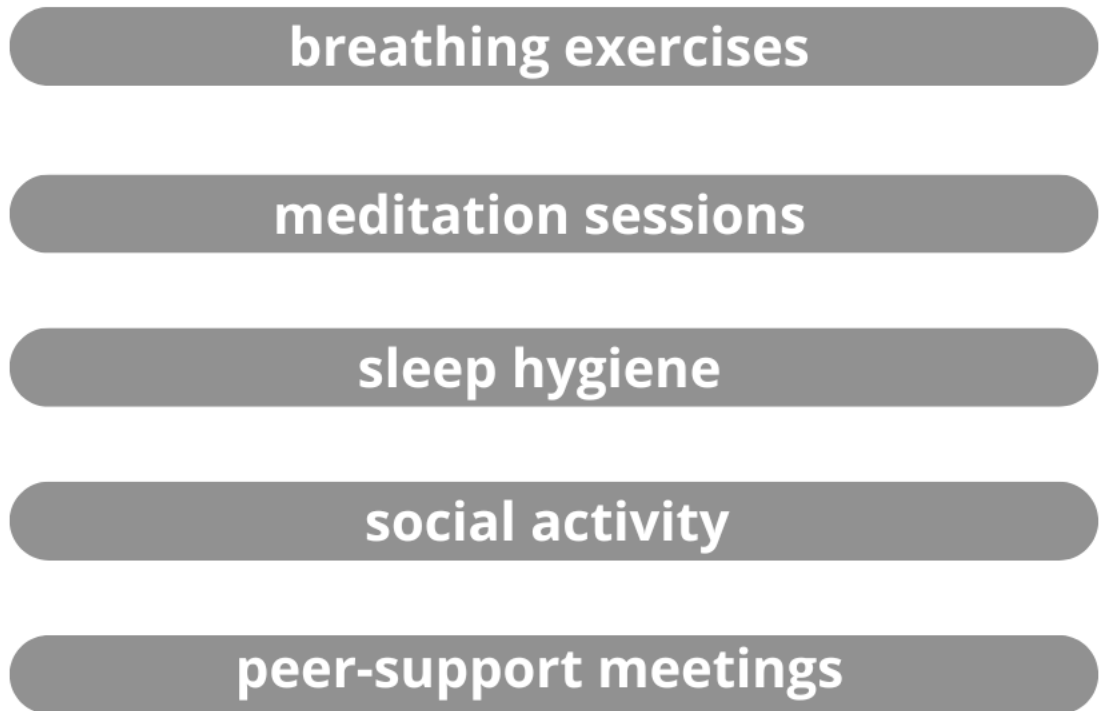 breathing exercises
meditation sessions
sleep hygiene
social activity
peer-support meetings